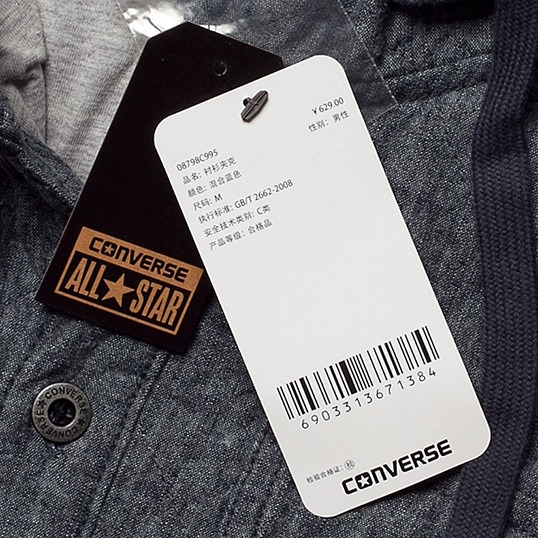 ¥629.00
性别: 男性
08798C995
品名: 衬衫夹克
颜色: 混合蓝色
尺码: M
执行标准: GB/T 2662-2008
安全技术类别: C类
产品等级: 合格品
6903313671384
检验合格证:
CONVERSE
CONVERSE
ALL★STAR
CONVERSE
CONVERSE